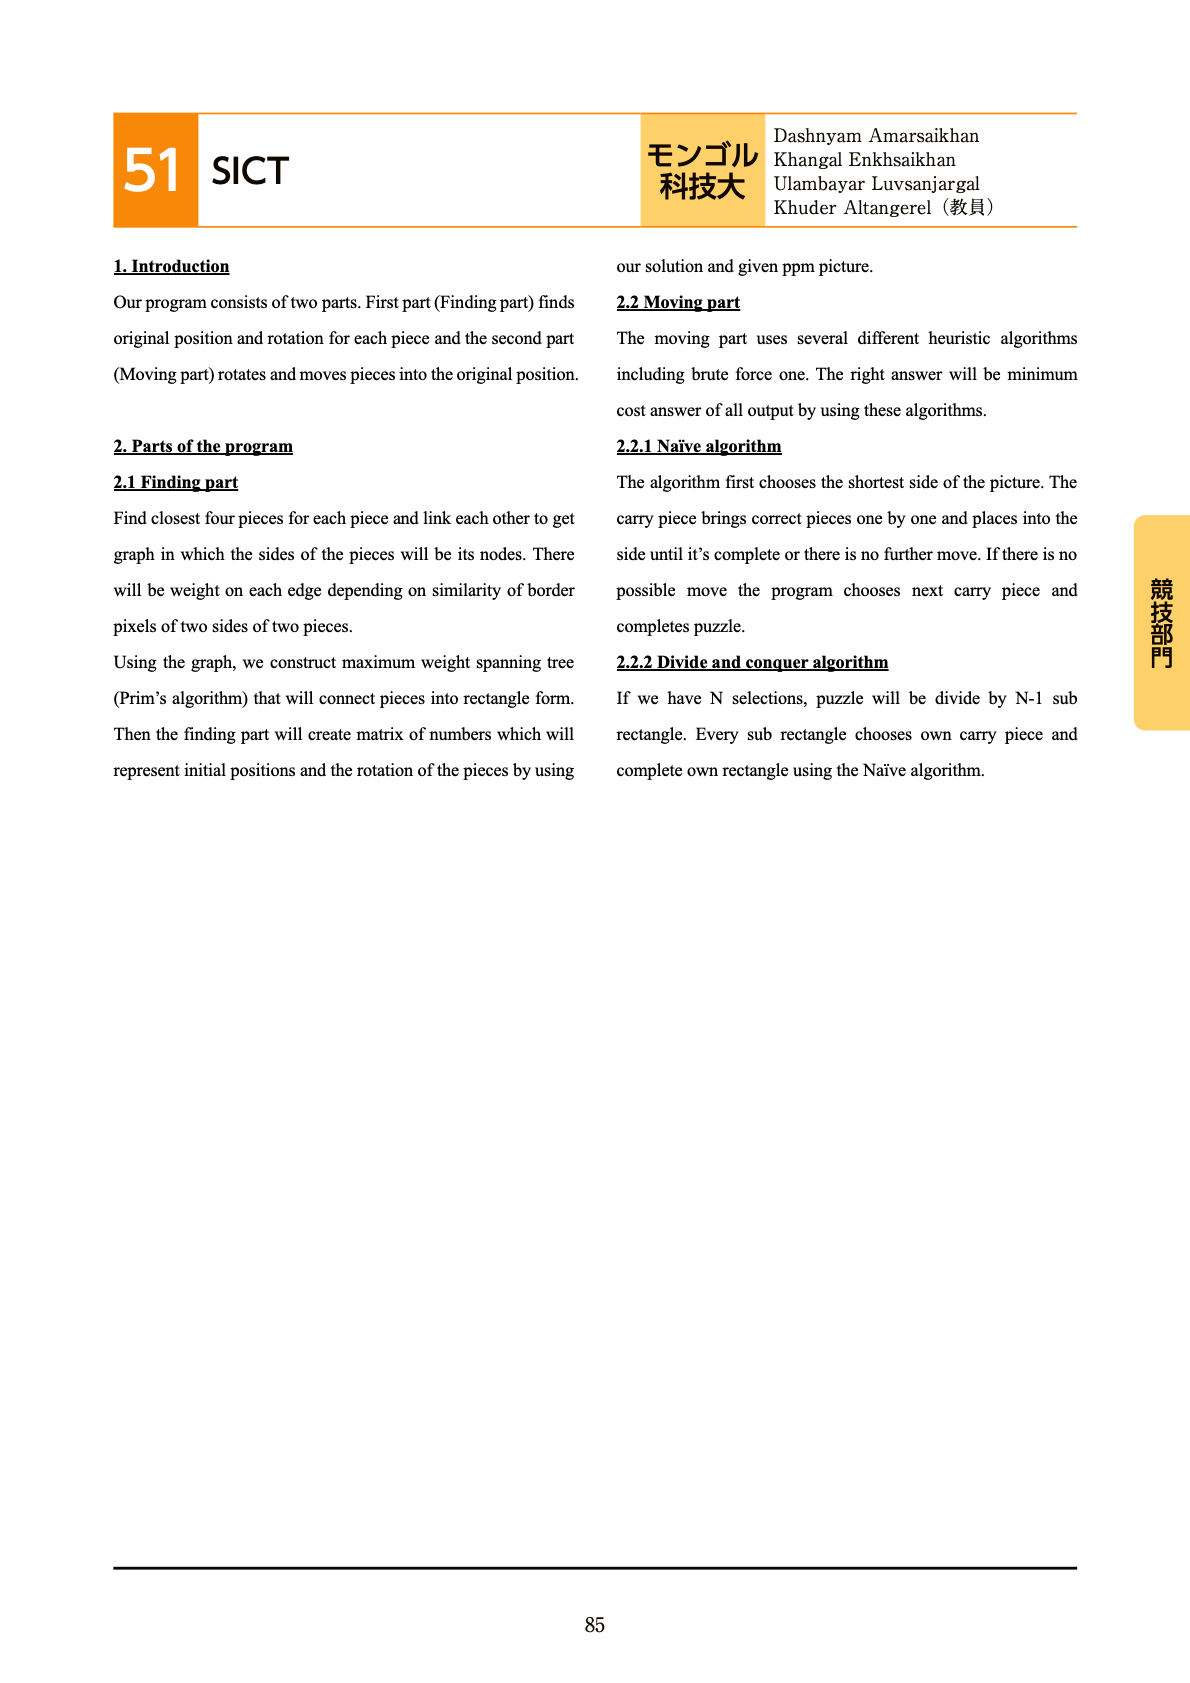 51
SICT
モンゴル
科技大
Dashnyam Amarsaikhan
Khangal Enkhsaikhan
Ulambayar Luvsanjargal
Khuder Altangerel（教員）
1. Introduction
Our program consists of two parts. First part (Finding part) finds
original position and rotation for each piece and the second part
(Moving part) rotates and moves pieces into the original position.
2. Parts of the program
2.1 Finding part
Find closest four pieces for each piece and link each other to get
graph in which the sides of the pieces will be its nodes. There
will be weight on each edge depending on similarity of border
pixels of two sides of two pieces.
Using the graph, we construct maximum weight spanning tree
(Prim’s algorithm) that will connect pieces into rectangle form.
Then the finding part will create matrix of numbers which will
represent initial positions and the rotation of the pieces by using
our solution and given ppm picture.
2.2 Moving part
The moving part uses several different heuristic algorithms
including brute force one. The right answer will be minimum
cost answer of all output by using these algorithms.
2.2.1 Naïve algorithm
The algorithm first chooses the shortest side of the picture. The
carry piece brings correct pieces one by one and places into the
side until it’s complete or there is no further move. If there is no
possible move the program chooses next carry piece and
completes puzzle.
2.2.2 Divide and conquer algorithm
If we have N selections, puzzle will be divide by N-1 sub
rectangle. Every sub rectangle chooses own carry piece and
complete own rectangle using the Naïve algorithm.
競技部門
85